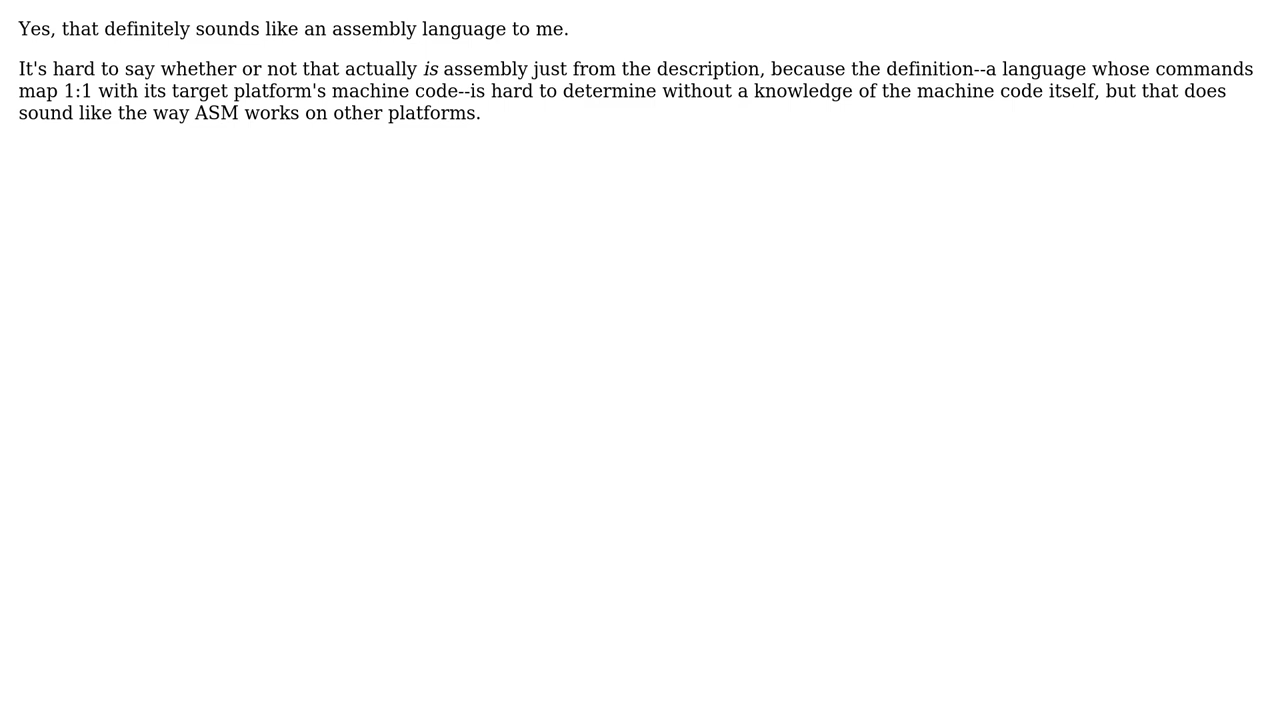 Yes, that definitely sounds like an assembly language to me.
It's hard to say whether or not that actually is assembly just from the description, because the definition--a language whose commands
map 1:1 with its target platform's machine code--is hard to determine without a knowledge of the machine code itself, but that does
sound like the way ASM works on other platforms.